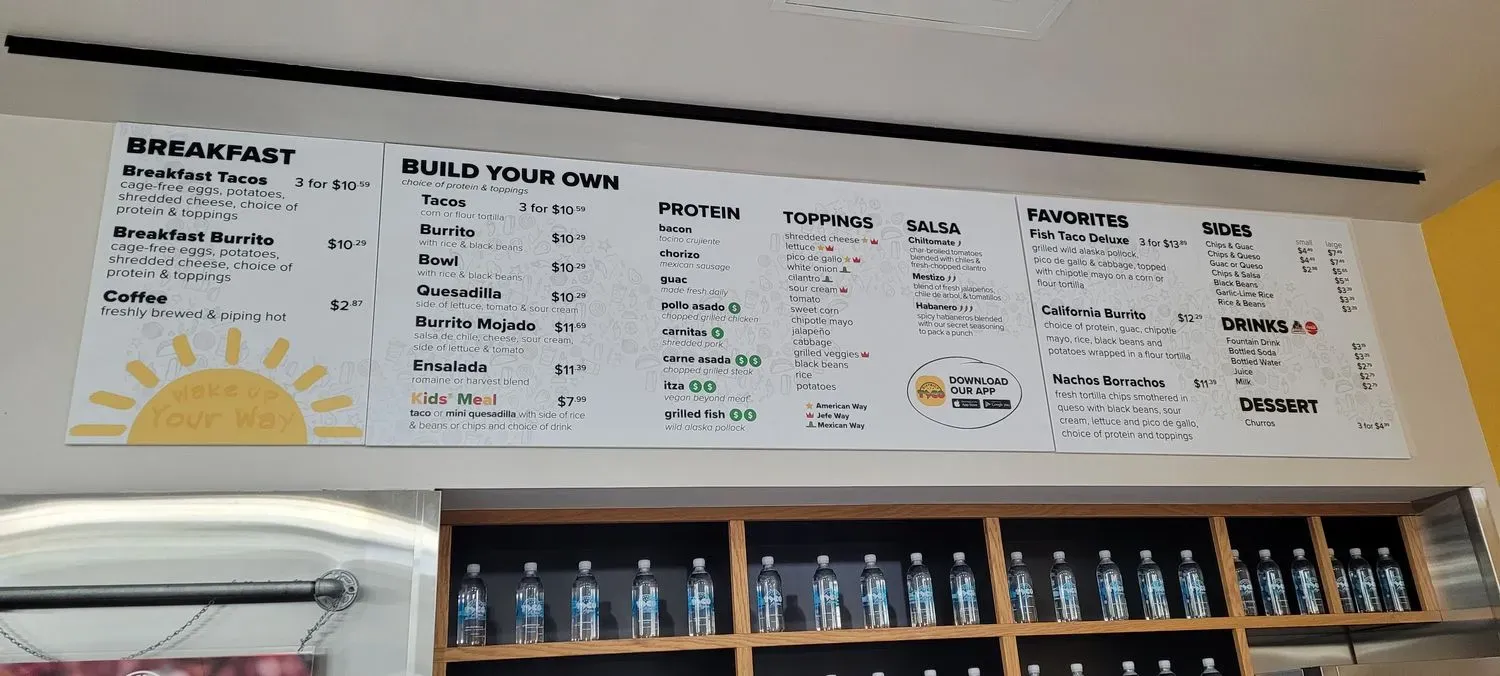 BREAKFAST
Breakfast Tacos 3 for $10.59
cage-free eggs, potatoes,
shredded cheese, choice of
protein & toppings
Breakfast Burrito $10.29
cage-free eggs, potatoes,
shredded cheese, choice of
protein & toppings
Coffee $2.87
freshly brewed & piping hot
wake up
Your Way
BUILD YOUR OWN
choice of protein & toppings
Tacos 3 for $10.59
corn or flour tortilla
Burrito $10.29
with rice & black beans
Bowl $10.29
with rice & black beans
Quesadilla $10.29
side of lettuce, tomato & sour cream
Burrito Mojado $11.69
salsa de chile, cheese, sour cream,
side of lettuce & tomato
Ensalada $11.39
romaine or harvest blend
Kids' Meal $7.99
taco or mini quesadilla with side of rice
& beans or chips and choice of drink
PROTEIN
bacon
tocino crujiente
chorizo
mexican sausage
guac
made fresh daily
pollo asado $
chopped grilled chicken
carnitas $
shredded pork
carne asada $ $
chopped grilled steak
itza $ $
vegan beyond meat
grilled fish $ $
wild alaska pollock
TOPPINGS
shredded cheese
lettuce
pico de gallo
white onion
cilantro
sour cream
tomato
sweet corn
chipotle mayo
jalapeño
cabbage
grilled veggies
black beans
rice
potatoes
American Way
Jefe Way
Mexican Way
SALSA
Chiltomate
char-broiled tomatoes
blended with chiles &
fresh-chopped cilantro
Mestizo
blend of fresh jalapeños,
chile de arbol, & tomatillos
Habanero
spicy habaneros blended
with our secret seasoning
to pack a punch
DOWNLOAD
OUR APP
App Store Google Play
FAVORITES
Fish Taco Deluxe 3 for $13.89
grilled wild alaska pollock,
pico de gallo & cabbage, topped
with chipotle mayo on a corn or
flour tortilla
California Burrito $12.29
choice of protein, guac, chipotle
mayo, rice, black beans and
potatoes wrapped in a flour tortilla
Nachos Borrachos $11.39
fresh tortilla chips smothered in
queso with black beans, sour
cream, lettuce and pico de gallo,
choice of protein and toppings
SIDES
small large
Chips & Guac
Chips & Queso
Guac or Queso
Chips & Salsa
Black Beans
Garlic-Lime Rice
Rice & Beans
DRINKS
Fountain Drink
Bottled Soda
Bottled Water
Juice
Milk
DESSERT
Churros 3 for